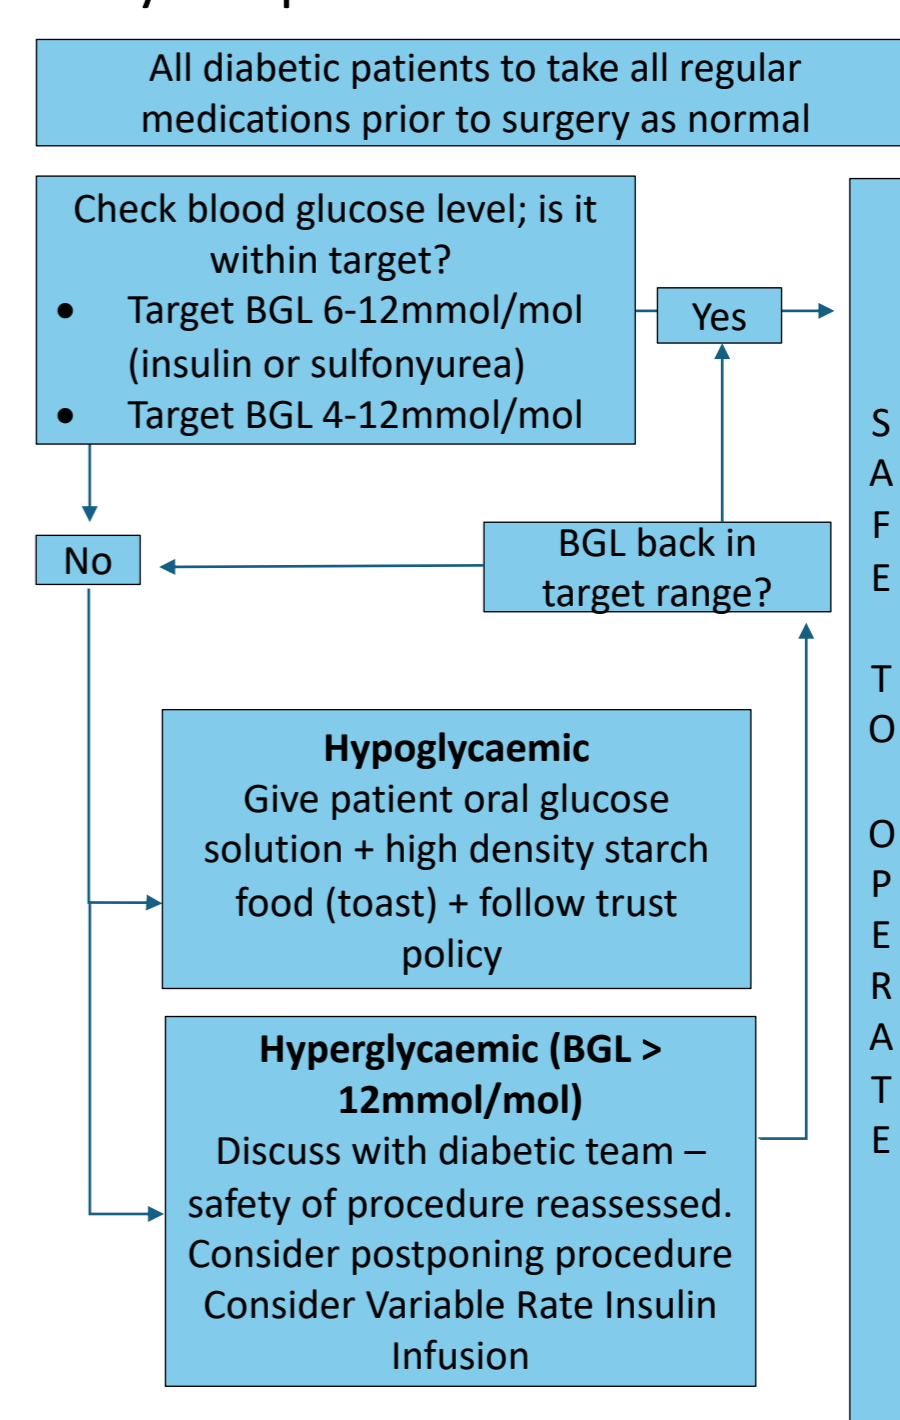 All diabetic patients to take all regular
medications prior to surgery as normal
Check blood glucose level; is it
within target?
• Target BGL 6-12mmol/mol
(insulin or sulfonyurea)
• Target BGL 4-12mmol/mol
Yes
No
BGL back in
target range?
Hypoglycaemic
Give patient oral glucose
solution + high density starch
food (toast) + follow trust
policy
Hyperglycaemic (BGL >
12mmol/mol)
Discuss with diabetic team –
safety of procedure reassessed.
Consider postponing procedure
Consider Variable Rate Insulin
Infusion
S
A
F
E
T
O
O
P
E
R
A
T
E